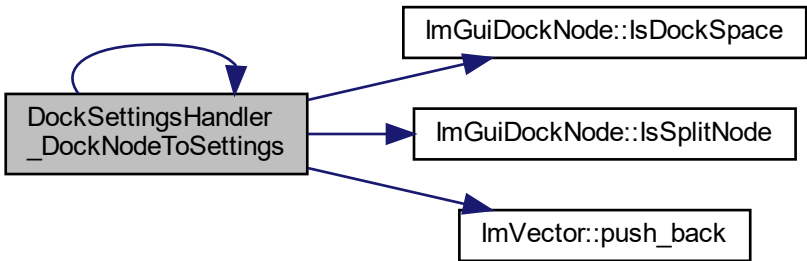 DockSettingsHandler
_DockNodeToSettings
ImGuiDockNode::IsDockSpace
ImGuiDockNode::IsSplitNode
ImVector::push_back